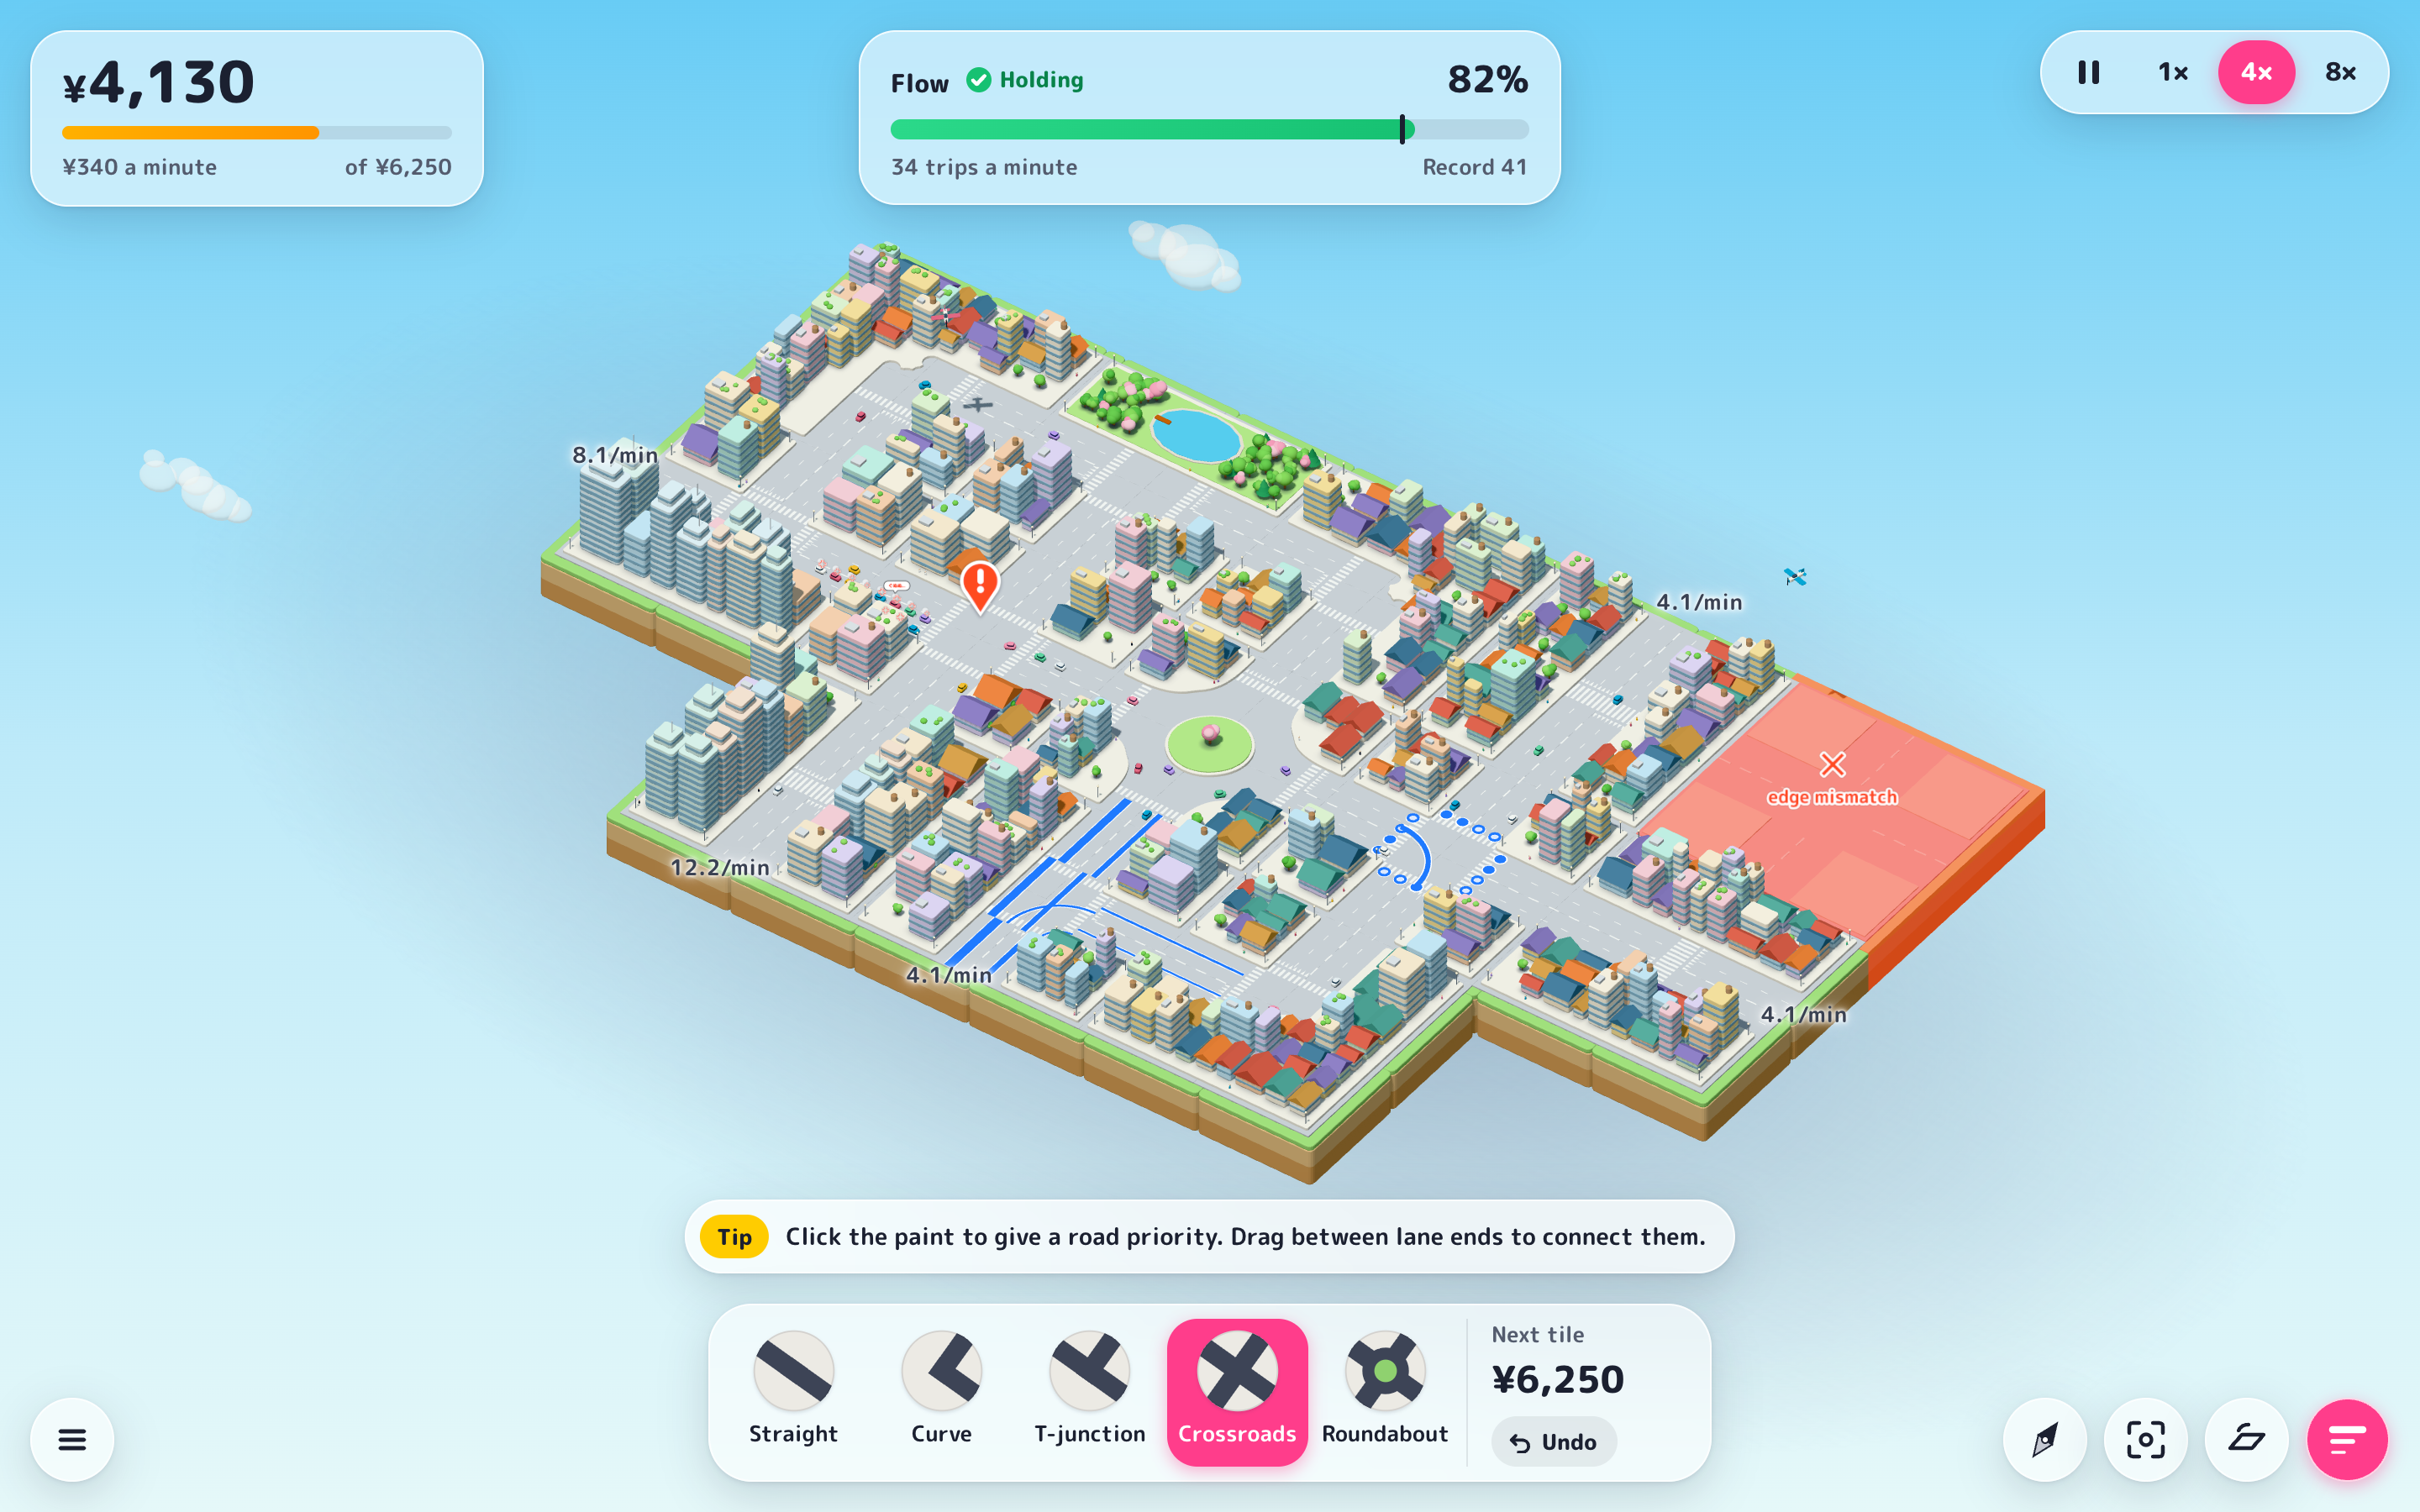 ¥4,130
¥340 a minute
of ¥6,250
Flow
Holding
82%
34 trips a minute
Record 41
1×
4×
8×
8.1/min
4.1/min
edge mismatch
12.2/min
4.1/min
4.1/min
Tip
Click the paint to give a road priority. Drag between lane ends to connect them.
Straight
Curve
T-junction
Crossroads
Roundabout
Next tile
¥6,250
Undo